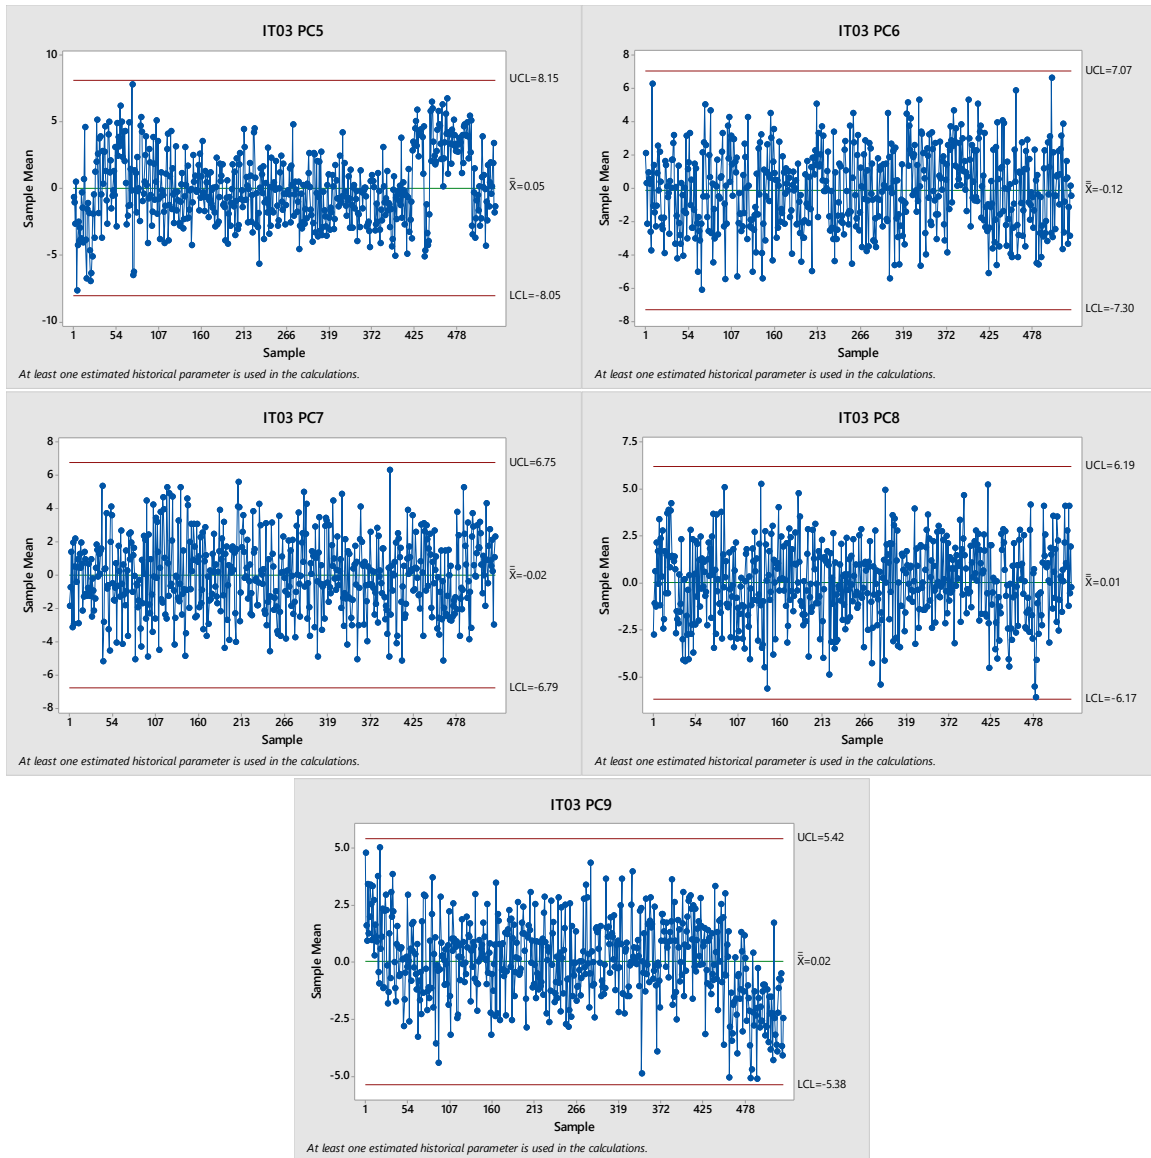 IT03 PC5
10
5
0
-5
-10
Sample Mean
UCL=8.15
X̿=0.05
LCL=-8.05
1 54 107 160 213 266 319 372 425 478
Sample
At least one estimated historical parameter is used in the calculations.
IT03 PC6
8
6
4
2
0
-2
-4
-6
-8
Sample Mean
UCL=7.07
X̿=-0.12
LCL=-7.30
1 54 107 160 213 266 319 372 425 478
Sample
At least one estimated historical parameter is used in the calculations.
IT03 PC7
8
6
4
2
0
-2
-4
-6
-8
Sample Mean
UCL=6.75
X̿=-0.02
LCL=-6.79
1 54 107 160 213 266 319 372 425 478
Sample
At least one estimated historical parameter is used in the calculations.
IT03 PC8
7.5
5.0
2.5
0.0
-2.5
-5.0
Sample Mean
UCL=6.19
X̿=0.01
LCL=-6.17
1 54 107 160 213 266 319 372 425 478
Sample
At least one estimated historical parameter is used in the calculations.
IT03 PC9
5.0
2.5
0.0
-2.5
-5.0
Sample Mean
UCL=5.42
X̿=0.02
LCL=-5.38
1 54 107 160 213 266 319 372 425 478
Sample
At least one estimated historical parameter is used in the calculations.